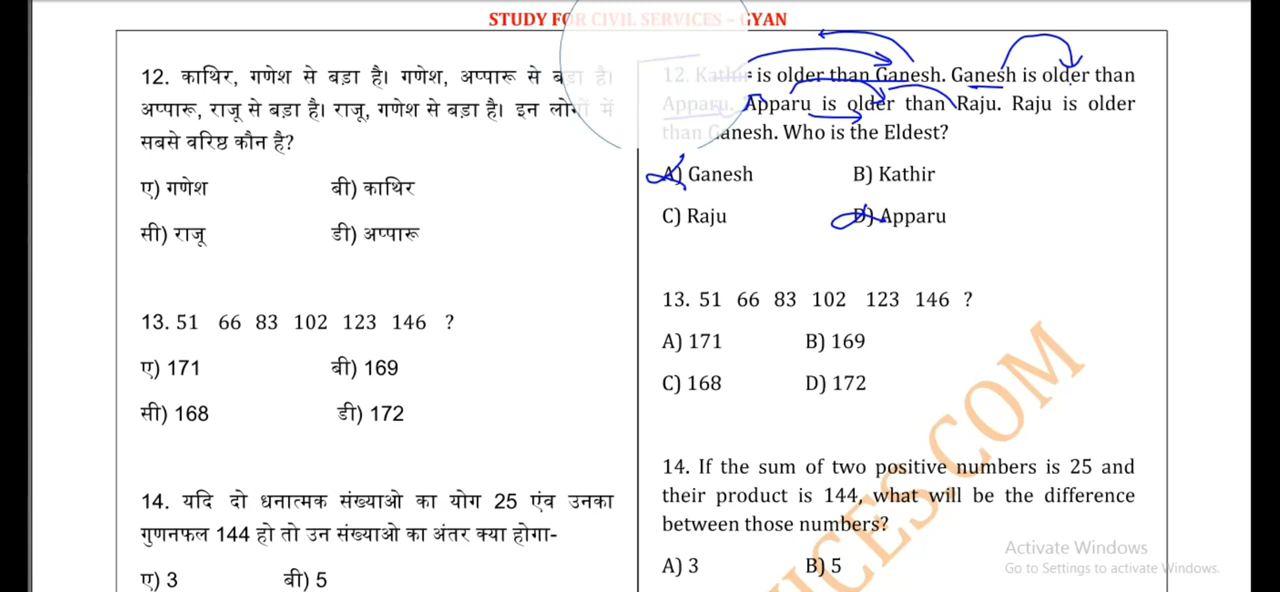 STUDY FOR CIVIL SERVICES – GYAN
12. काथिर, गणेश से बड़ा है। गणेश, अप्पारू से बड़ा है।
अप्पारू, राजू से बड़ा है। राजू, गणेश से बड़ा है। इन लोगों में
सबसे वरिष्ठ कौन है?
ए) गणेश बी) काथिर
सी) राजू डी) अप्पारू
13. 51 66 83 102 123 146 ?
ए) 171 बी) 169
सी) 168 डी) 172
14. यदि दो धनात्मक संख्याओ का योग 25 एंव उनका
गुणनफल 144 हो तो उन संख्याओ का अंतर क्या होगा-
ए) 3 बी) 5
12. Kathir is older than Ganesh. Ganesh is older than
Apparu. Apparu is older than Raju. Raju is older
than Ganesh. Who is the Eldest?
A) Ganesh B) Kathir
C) Raju D) Apparu
13. 51 66 83 102 123 146 ?
A) 171 B) 169
C) 168 D) 172
14. If the sum of two positive numbers is 25 and
their product is 144, what will be the difference
between those numbers?
A) 3 B) 5
VICES.COM
Activate Windows
Go to Settings to activate Windows.